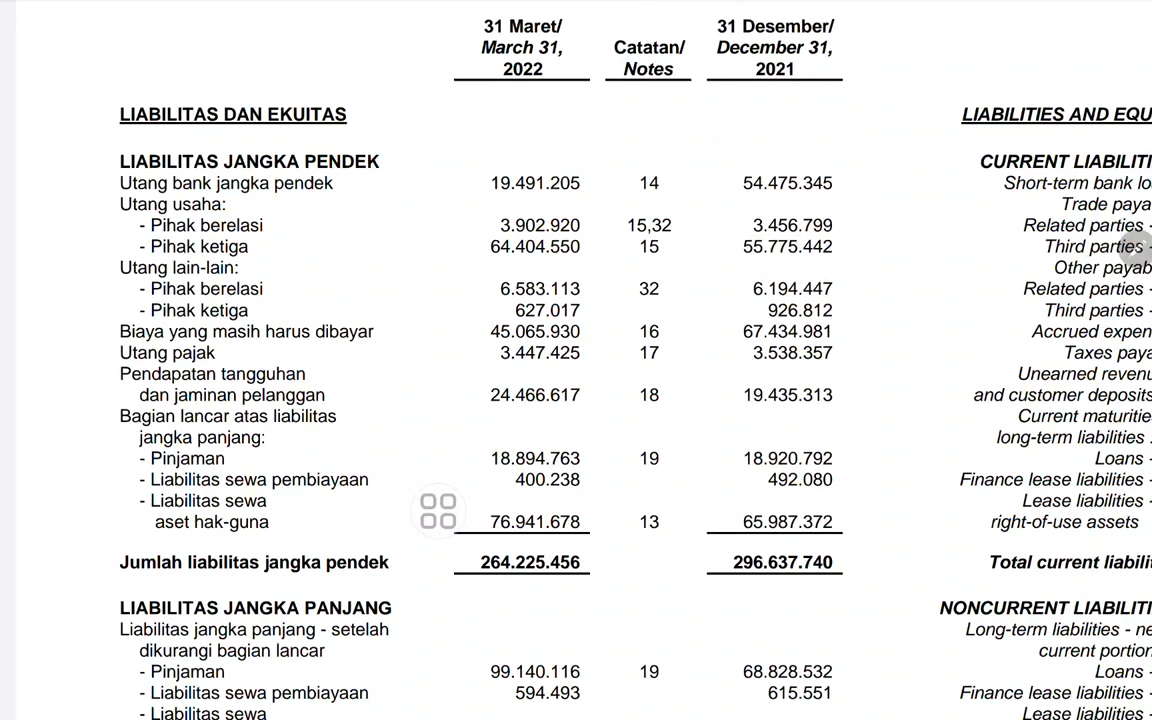 31 Maret/ 31 Desember/
March 31, Catatan/ December 31,
2022 Notes 2021
LIABILITAS DAN EKUITAS LIABILITIES AND EQU
LIABILITAS JANGKA PENDEK CURRENT LIABILITI
Utang bank jangka pendek 19.491.205 14 54.475.345 Short-term bank lo
Utang usaha: Trade paya
- Pihak berelasi 3.902.920 15,32 3.456.799 Related parties -
- Pihak ketiga 64.404.550 15 55.775.442 Third parties -
Utang lain-lain: Other payab
- Pihak berelasi 6.583.113 32 6.194.447 Related parties -
- Pihak ketiga 627.017 926.812 Third parties -
Biaya yang masih harus dibayar 45.065.930 16 67.434.981 Accrued expen
Utang pajak 3.447.425 17 3.538.357 Taxes paya
Pendapatan tangguhan Unearned revenu
dan jaminan pelanggan 24.466.617 18 19.435.313 and customer deposits
Bagian lancar atas liabilitas Current maturitie
jangka panjang: long-term liabilities :
- Pinjaman 18.894.763 19 18.920.792 Loans -
- Liabilitas sewa pembiayaan 400.238 492.080 Finance lease liabilities -
- Liabilitas sewa Lease liabilities -
aset hak-guna 76.941.678 13 65.987.372 right-of-use assets
Jumlah liabilitas jangka pendek 264.225.456 296.637.740 Total current liabilit
LIABILITAS JANGKA PANJANG NONCURRENT LIABILITI
Liabilitas jangka panjang - setelah Long-term liabilities - ne
dikurangi bagian lancar current portion
- Pinjaman 99.140.116 19 68.828.532 Loans -
- Liabilitas sewa pembiayaan 594.493 615.551 Finance lease liabilities -
- Liabilitas sewa Lease liabilities -